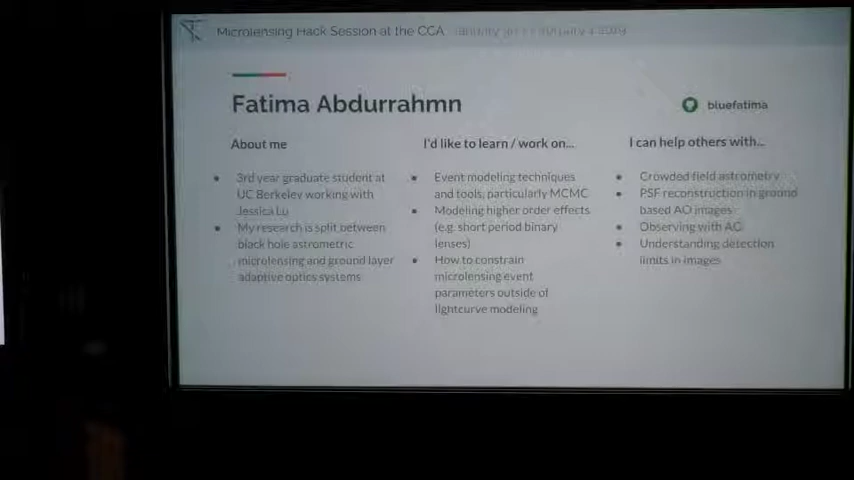 Microlensing Hack Session at the CCA
Fatima Abdurrahmn
bluefatima
About me
3rd year graduate student at
UC Berkeley working with
Jessica Lu
My research is split between
black hole astrometric
microlensing and ground layer
adaptive optics systems
I'd like to learn / work on...
Event modeling techniques
and tools, particularly MCMC
Modeling higher order effects
(e.g. short period binary
lenses)
How to constrain
microlensing event
parameters outside of
lightcurve modeling
I can help others with...
Crowded field astrometry
PSF reconstruction in ground
based AO images
Observing with AO
Understanding detection
limits in images